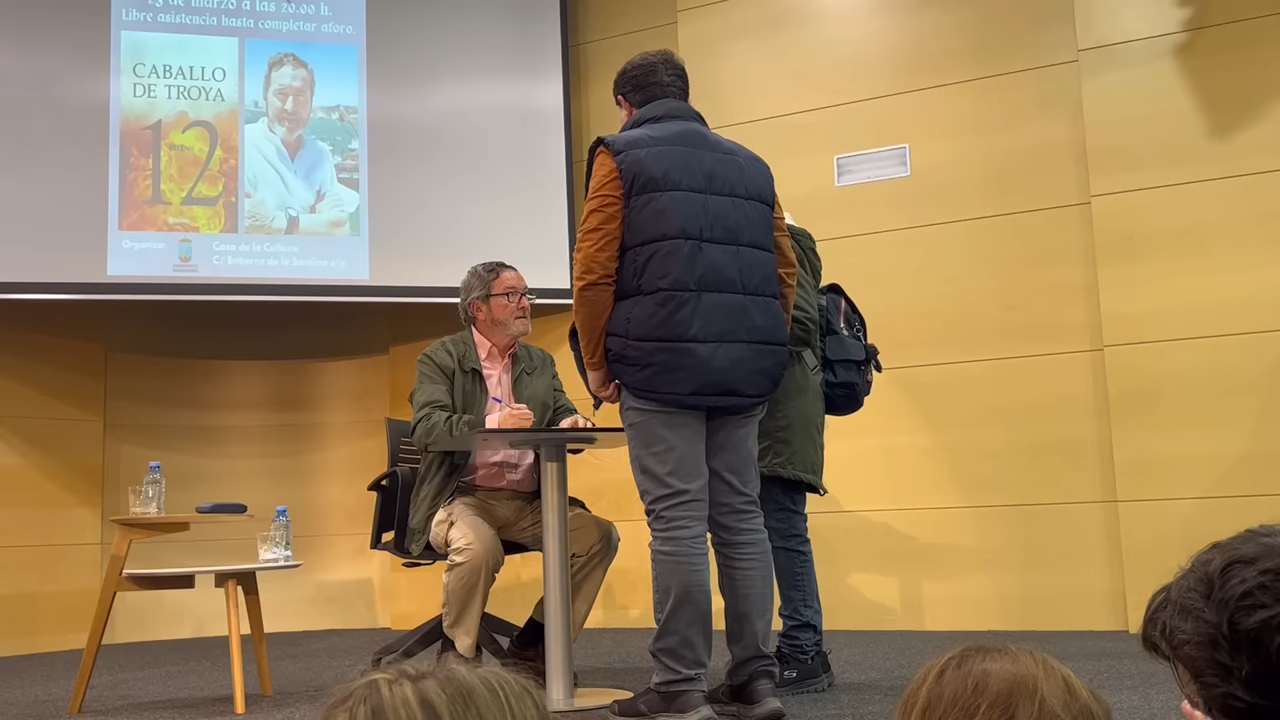 de marzo a las 20.00 h.
Libre asistencia hasta completar aforo.
CABALLO
DE TROYA
12
Organiza:
Casa de la Cultura
C/ Entierro de la Sardina s/n